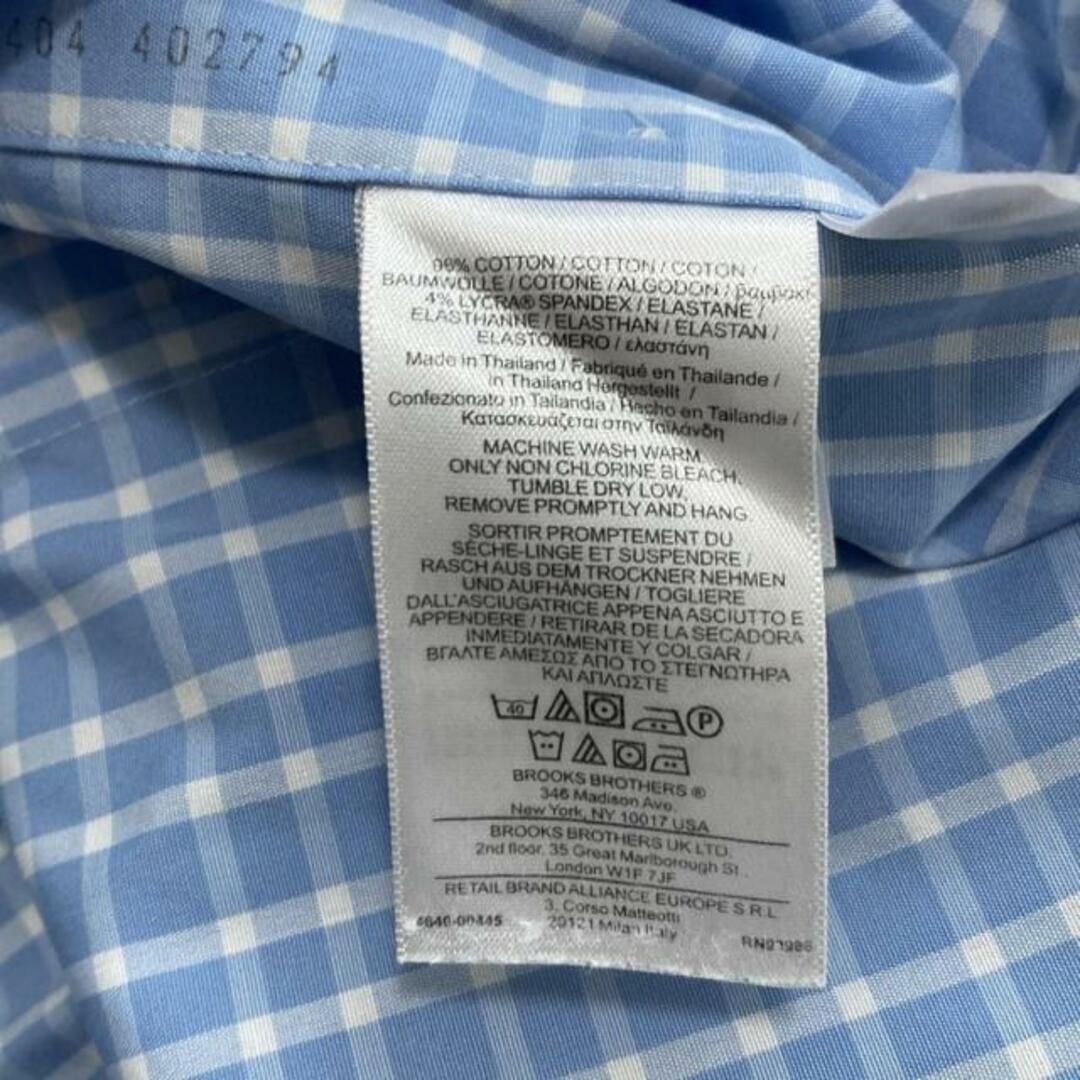 404 402794
96% COTTON / COTTON / COTON /
BAUMWOLLE / COTONE / ALGODON / βαμβακι
4% LYCRA® SPANDEX / ELASTANE /
ELASTHANNE / ELASTHAN / ELASTAN /
ELASTOMERO / ελαστάνη
Made in Thailand / Fabriqué en Thailande /
in Thailand Hergestellt /
Confezionato in Tailandia / Hecho en Tailandia /
Κατασκευάζεται στην Ταϊλάνδη
MACHINE WASH WARM.
ONLY NON CHLORINE BLEACH.
TUMBLE DRY LOW.
REMOVE PROMPTLY AND HANG
SORTIR PROMPTEMENT DU
SÈCHE-LINGE ET SUSPENDRE /
RASCH AUS DEM TROCKNER NEHMEN
UND AUFHÄNGEN / TOGLIERE
DALL'ASCIUGATRICE APPENA ASCIUTTO E
APPENDERE / RETIRAR DE LA SECADORA
INMEDIATAMENTE Y COLGAR /
ΒΓΑΛΤΕ ΑΜΕΣΩΣ ΑΠΟ ΤΟ ΣΤΕΓΝΩΤΗΡΑ
ΚΑΙ ΑΠΛΩΣΤΕ
40 P
BROOKS BROTHERS ®
346 Madison Ave.
New York, NY 10017 USA
BROOKS BROTHERS UK LTD.
2nd floor. 35 Great Marlborough St.
London W1F 7JF
RETAIL BRAND ALLIANCE EUROPE S R L
3. Corso Matteotti
20121 Milan Italy